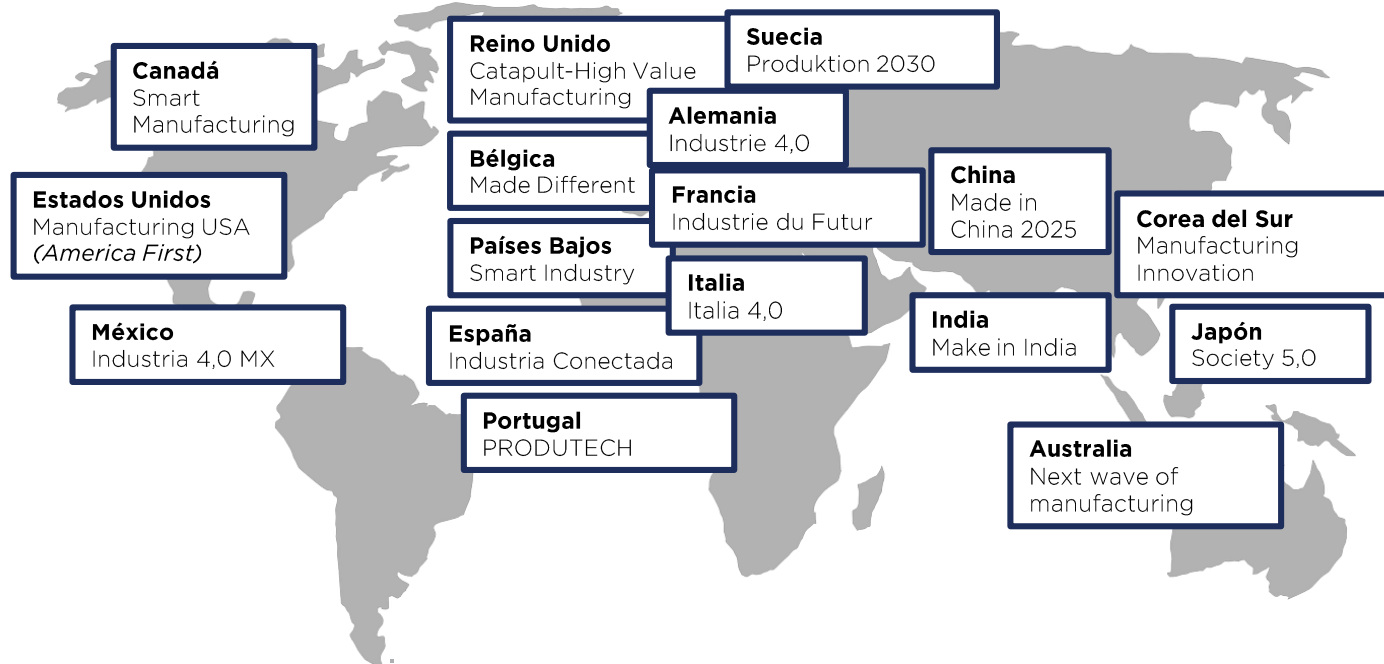 Canadá
Smart
Manufacturing
Estados Unidos
Manufacturing USA
(America First)
México
Industria 4,0 MX
Reino Unido
Catapult-High Value
Manufacturing
Suecia
Produktion 2030
Alemania
Industrie 4,0
Bélgica
Made Different
Francia
Industrie du Futur
Países Bajos
Smart Industry
Italia
Italia 4,0
España
Industria Conectada
Portugal
PRODUTECH
China
Made in
China 2025
Corea del Sur
Manufacturing
Innovation
India
Make in India
Japón
Society 5,0
Australia
Next wave of
manufacturing